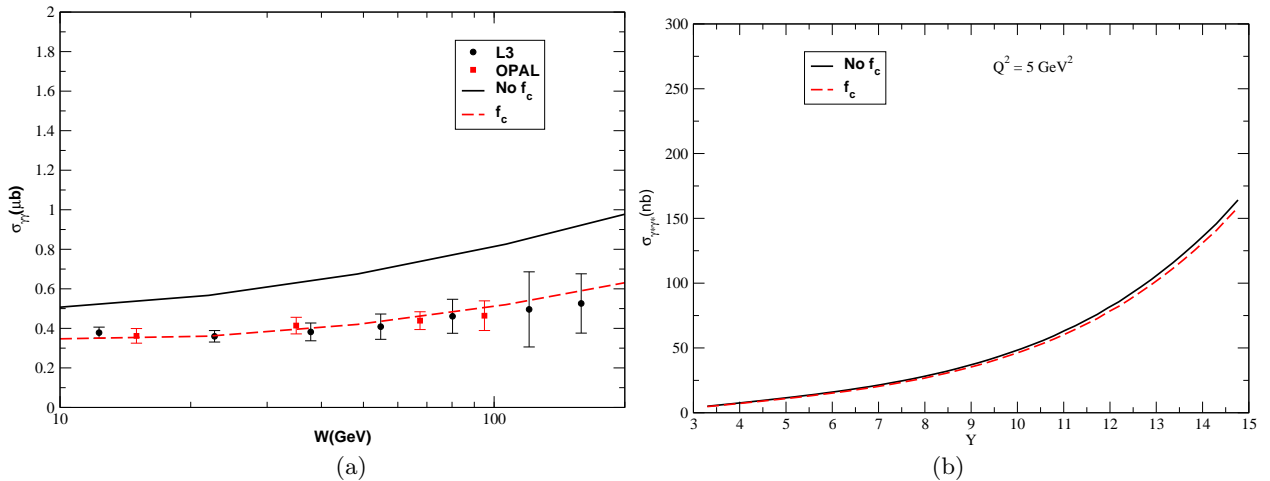 2
1.8
1.6
1.4
1.2
1
0.8
0.6
0.4
0.2
0
σγγ(μb)
10
100
W(GeV)
L3
OPAL
No fc
fc
(a)
300
250
200
150
100
50
0
σγ*γ*(nb)
3 4 5 6 7 8 9 10 11 12 13 14 15
Y
No fc
fc
Q² = 5 GeV²
(b)